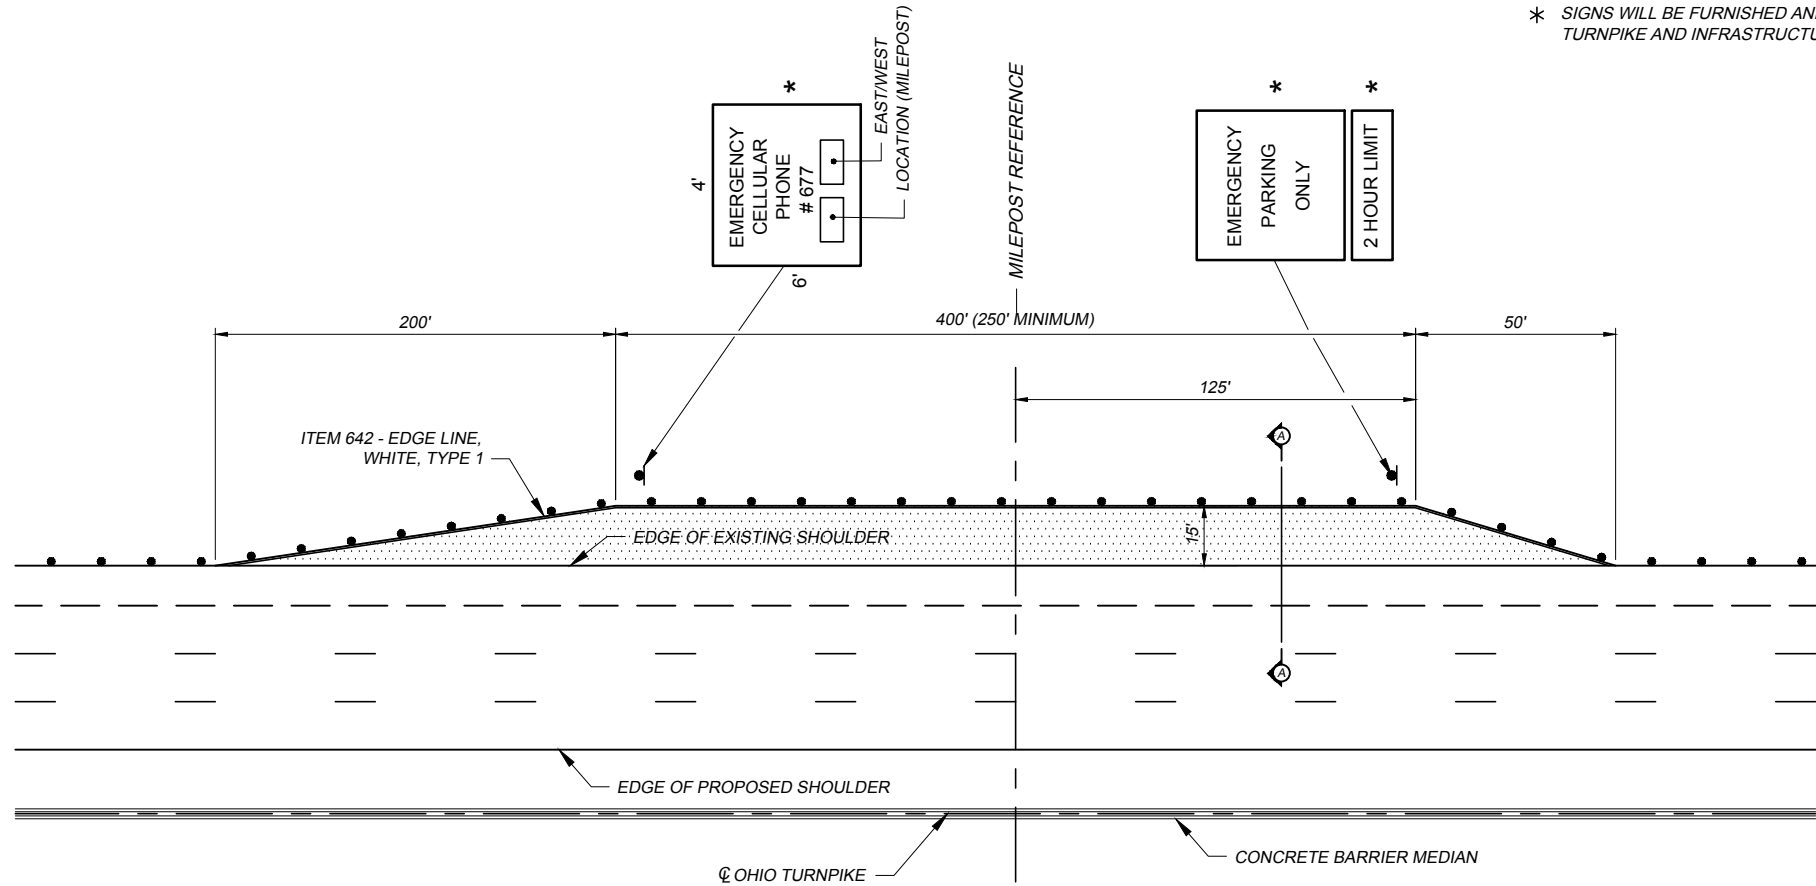 * SIGNS WILL BE FURNISHED AN
TURNPIKE AND INFRASTRUCTU
*
EMERGENCY
CELLULAR
PHONE
# 677
4'
6'
EAST/WEST
LOCATION (MILEPOST)
MILEPOST REFERENCE
*
EMERGENCY
PARKING
ONLY
*
2 HOUR LIMIT
200'
400' (250' MINIMUM)
50'
125'
ITEM 642 - EDGE LINE,
WHITE, TYPE 1
A
EDGE OF EXISTING SHOULDER
15'
A
EDGE OF PROPOSED SHOULDER
℄ OHIO TURNPIKE
CONCRETE BARRIER MEDIAN